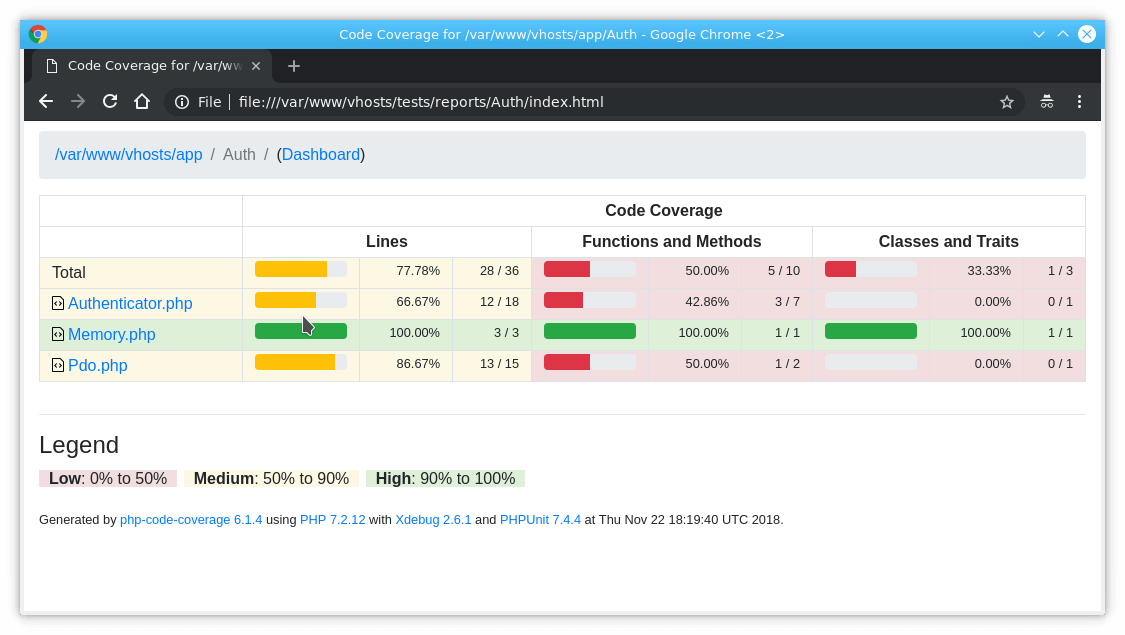 Code Coverage for /var/www/vhosts/app/Auth - Google Chrome <2>
Code Coverage for /var/ww
File | file:///var/www/vhosts/tests/reports/Auth/index.html
/var/www/vhosts/app / Auth / (Dashboard)
Code Coverage
Lines Functions and Methods Classes and Traits
Total 77.78% 28 / 36 50.00% 5 / 10 33.33% 1 / 3
Authenticator.php 66.67% 12 / 18 42.86% 3 / 7 0.00% 0 / 1
Memory.php 100.00% 3 / 3 100.00% 1 / 1 100.00% 1 / 1
Pdo.php 86.67% 13 / 15 50.00% 1 / 2 0.00% 0 / 1
Legend
Low: 0% to 50% Medium: 50% to 90% High: 90% to 100%
Generated by php-code-coverage 6.1.4 using PHP 7.2.12 with Xdebug 2.6.1 and PHPUnit 7.4.4 at Thu Nov 22 18:19:40 UTC 2018.